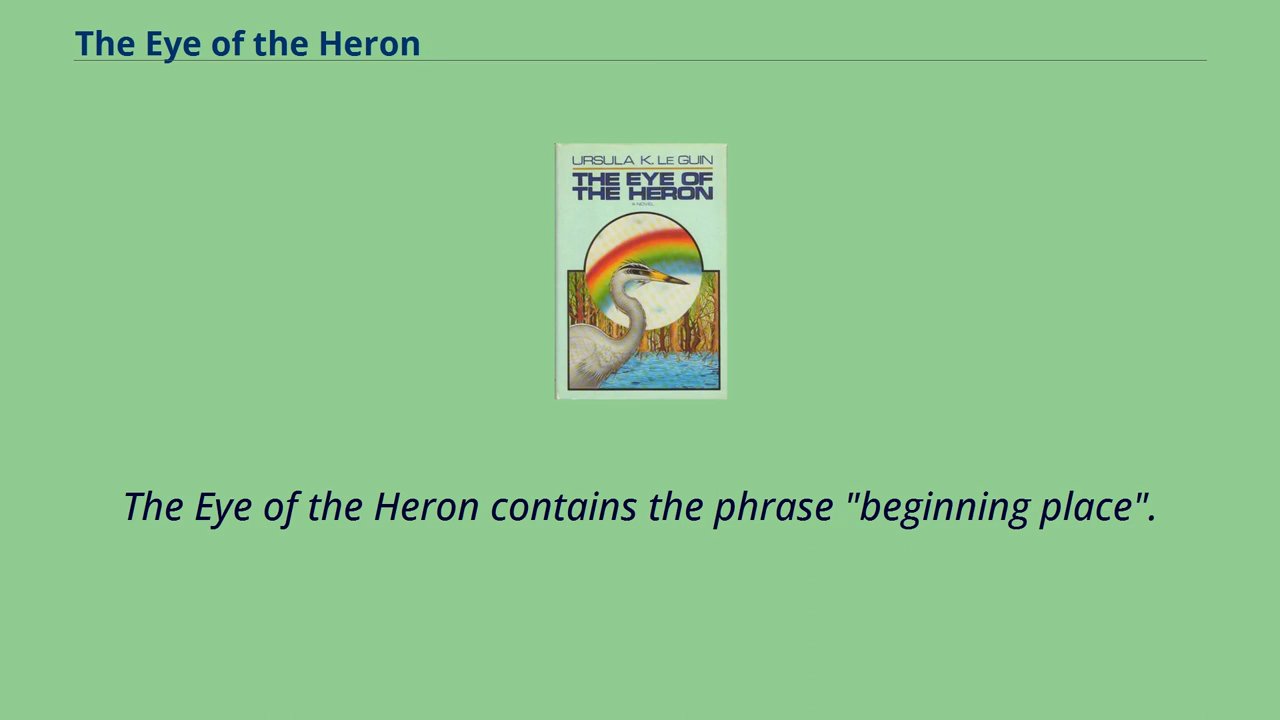 The Eye of the Heron
URSULA K. LE GUIN
THE EYE OF
THE HERON
A NOVEL
The Eye of the Heron contains the phrase "beginning place".